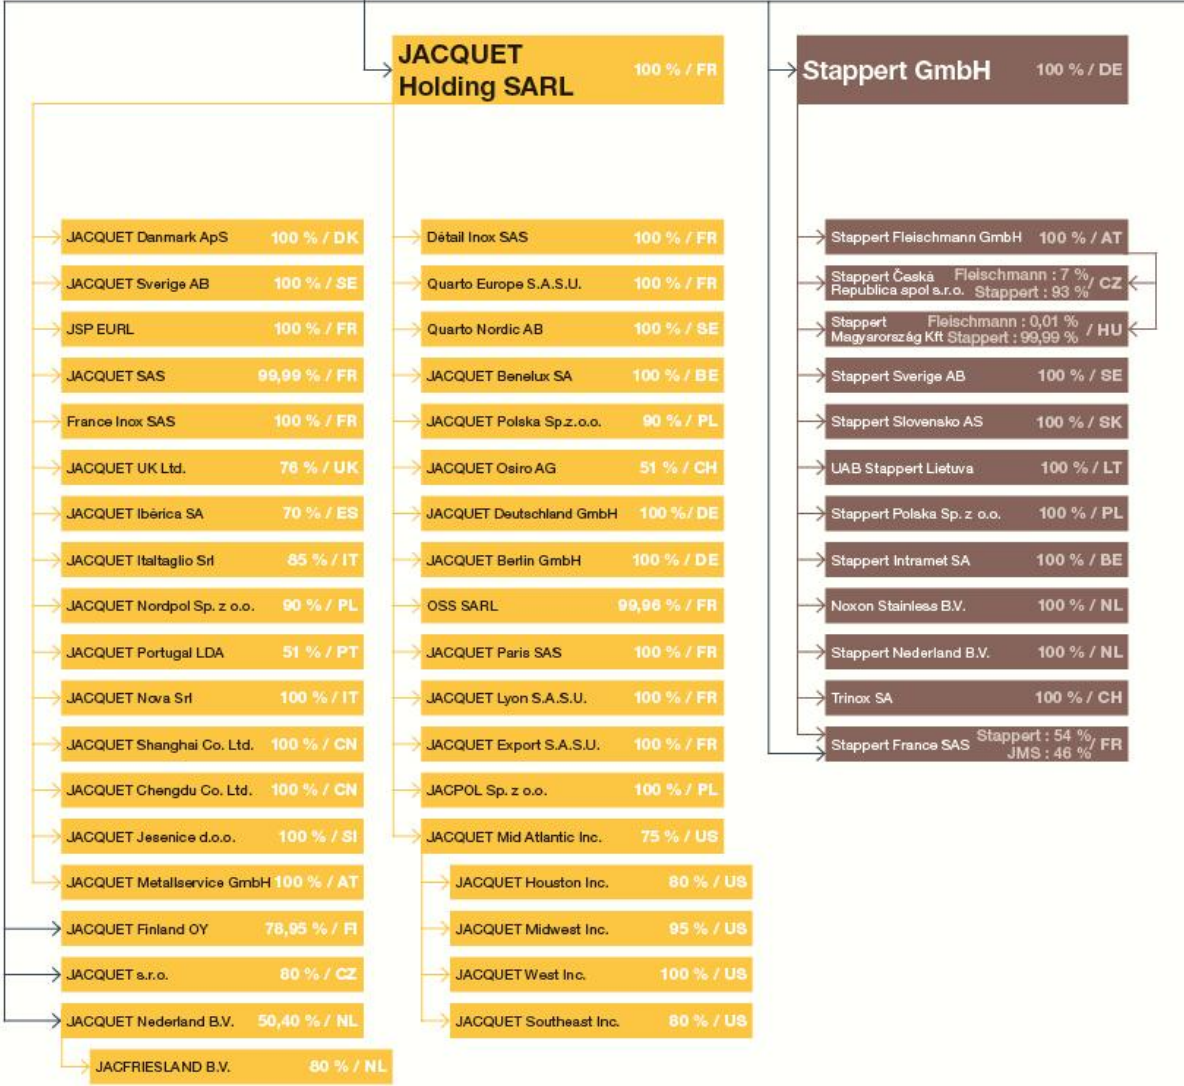 JACQUET
Holding SARL
100 % / FR
Stappert GmbH 100 % / DE
JACQUET Danmark ApS 100 % / DK
JACQUET Sverige AB 100 % / SE
JSP EURL 100 % / FR
JACQUET SAS 99,99 % / FR
France Inox SAS 100 % / FR
JACQUET UK Ltd. 76 % / UK
JACQUET Ibèrica SA 70 % / ES
JACQUET Italtaglio Srl 85 % / IT
JACQUET Nordpol Sp. z o.o. 90 % / PL
JACQUET Portugal LDA 51 % / PT
JACQUET Nova Srl 100 % / IT
JACQUET Shanghai Co. Ltd. 100 % / CN
JACQUET Chengdu Co. Ltd. 100 % / CN
JACQUET Jesenice d.o.o. 100 % / SI
JACQUET Metallservice GmbH 100 % / AT
JACQUET Finland OY 78,95 % / FI
JACQUET s.r.o. 80 % / CZ
JACQUET Nederland B.V. 50,40 % / NL
JACFRIESLAND B.V. 80 % / NL
Détail Inox SAS 100 % / FR
Quarto Europe S.A.S.U. 100 % / FR
Quarto Nordic AB 100 % / SE
JACQUET Benelux SA 100 % / BE
JACQUET Polska Sp.z.o.o. 90 % / PL
JACQUET Osiro AG 51 % / CH
JACQUET Deutschland GmbH 100 %/ DE
JACQUET Berlin GmbH 100 % / DE
OSS SARL 99,96 % / FR
JACQUET Paris SAS 100 % / FR
JACQUET Lyon S.A.S.U. 100 % / FR
JACQUET Export S.A.S.U. 100 % / FR
JACPOL Sp. z o.o. 100 % / PL
JACQUET Mid Atlantic Inc. 75 % / US
JACQUET Houston Inc. 80 % / US
JACQUET Midwest Inc. 95 % / US
JACQUET West Inc. 100 % / US
JACQUET Southeast Inc. 80 % / US
Stappert Fleischmann GmbH 100 % / AT
Stappert Česká Fleischmann : 7 %
Republica spol s.r.o. Stappert : 93 % / CZ
Stappert Fleischmann : 0,01 %
Magyarország Kft Stappert : 99,99 % / HU
Stappert Sverige AB 100 % / SE
Stappert Slovensko AS 100 % / SK
UAB Stappert Lietuva 100 % / LT
Stappert Polska Sp. z o.o. 100 % / PL
Stappert Intramet SA 100 % / BE
Noxon Stainless B.V. 100 % / NL
Stappert Nederland B.V. 100 % / NL
Trinox SA 100 % / CH
Stappert France SAS Stappert : 54 %
JMS : 46 % / FR